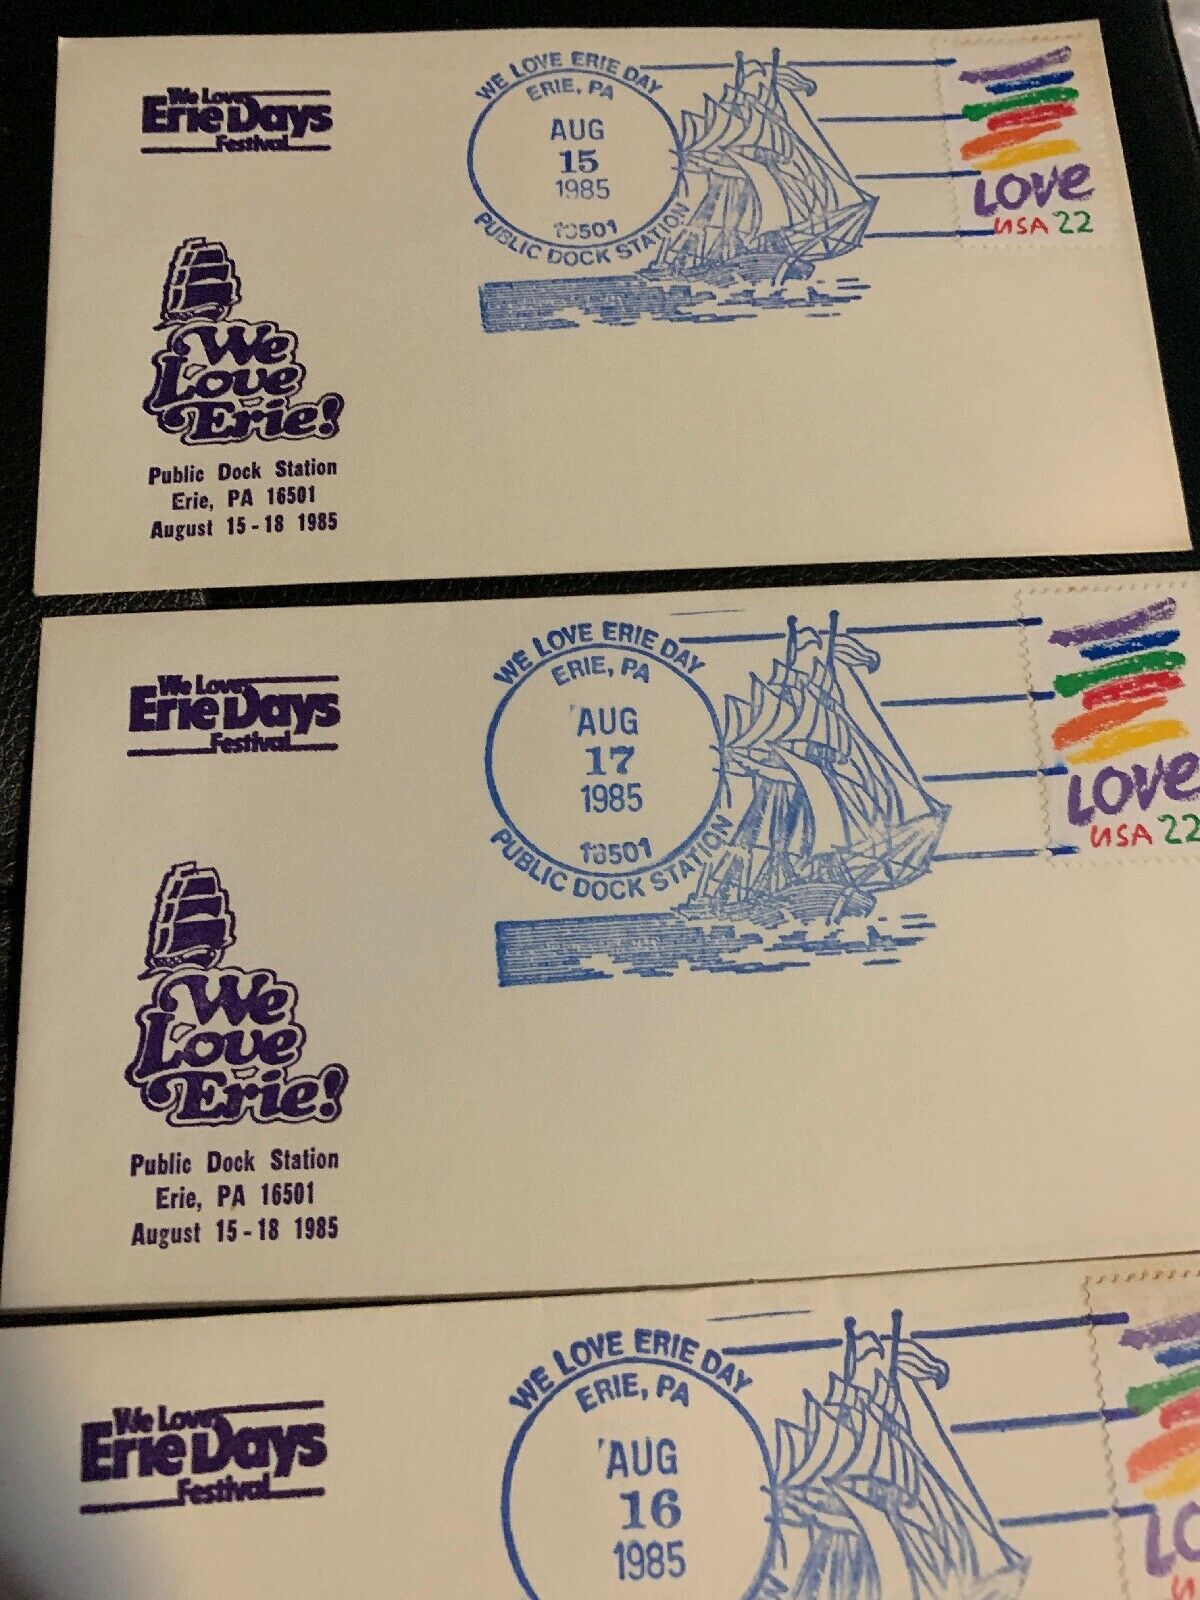 We Love
Erie Days
Festival
WE LOVE ERIE DAY
ERIE, PA
AUG
15
1985
16501
PUBLIC DOCK STATION
LOVE
USA 22
We
Love
Erie!
Public Dock Station
Erie, PA 16501
August 15-18 1985
We Love
Erie Days
Festival
WE LOVE ERIE DAY
ERIE, PA
AUG
17
1985
16501
PUBLIC DOCK STATION
LOVE
USA 22
We
Love
Erie!
Public Dock Station
Erie, PA 16501
August 15-18 1985
We Love
Erie Days
Festival
WE LOVE ERIE DAY
ERIE, PA
AUG
16
1985